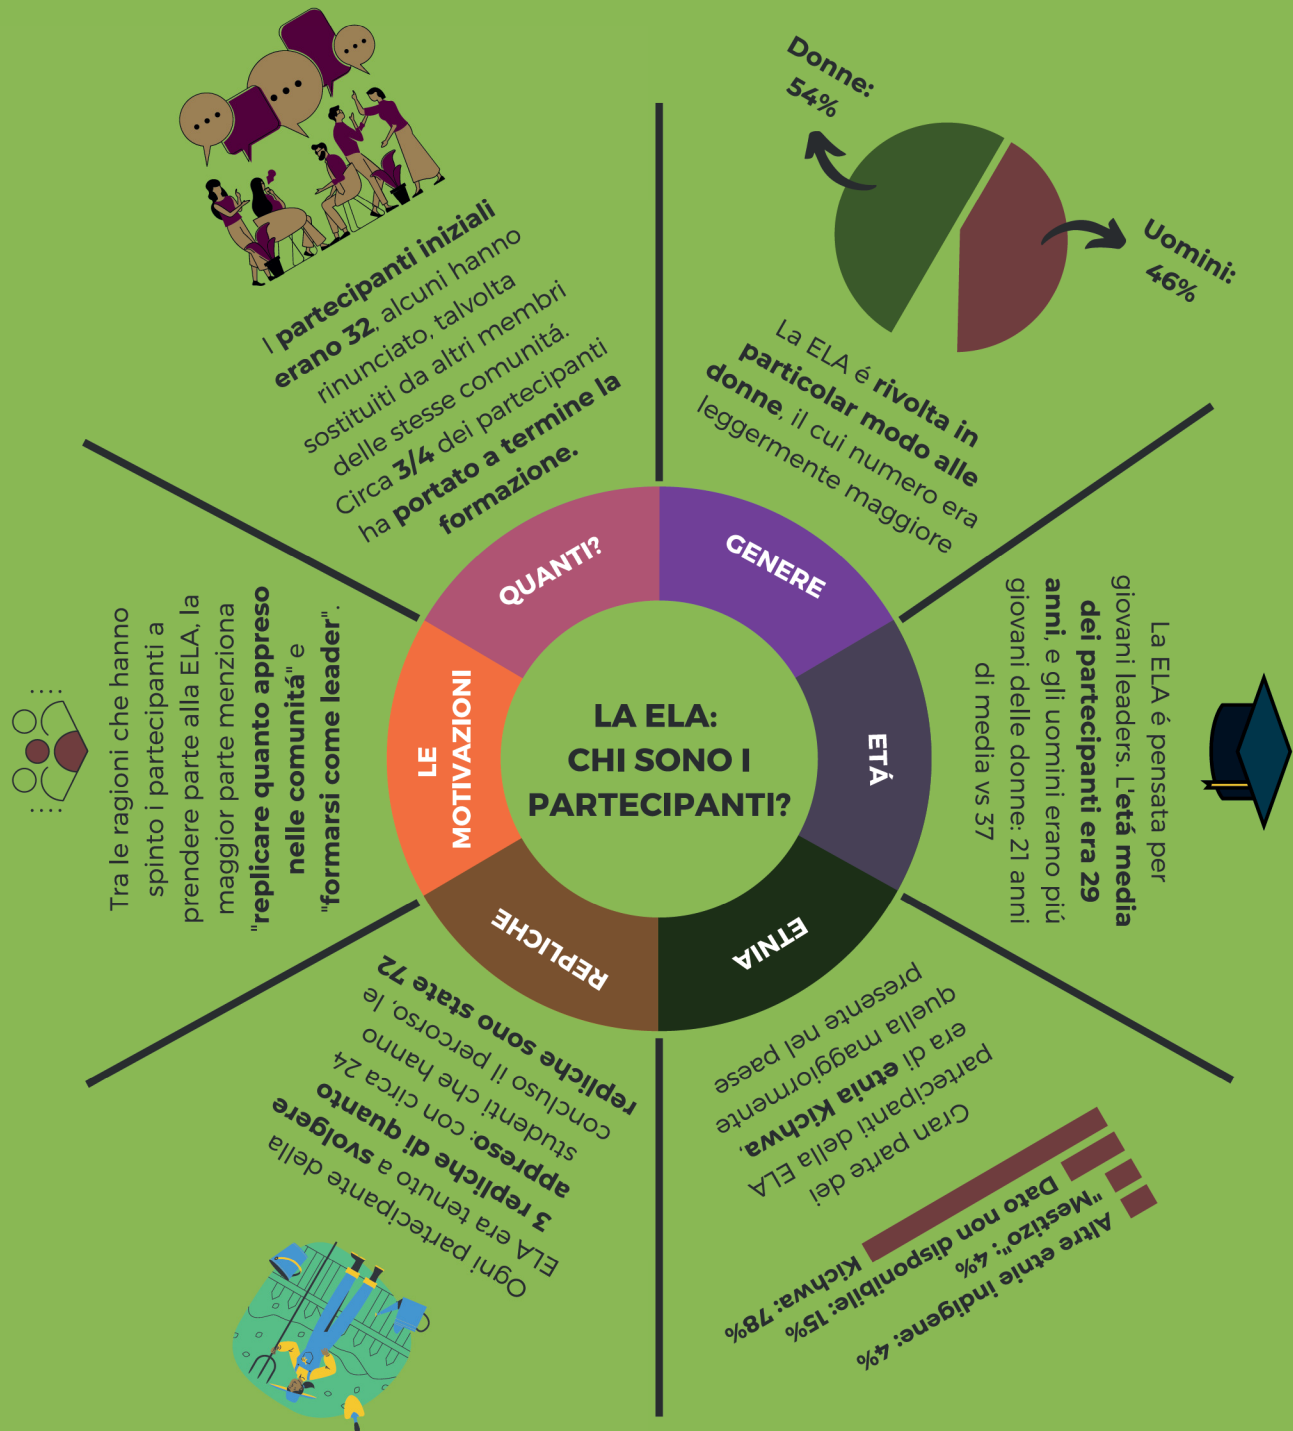 LA ELA:
CHI SONO I
PARTECIPANTI?
QUANTI?
I partecipanti iniziali
erano 32, alcuni hanno
rinunciato, talvolta
sostituiti da altri membri
delle stesse comunitá.
Circa 3/4 dei partecipanti
ha portato a termine la
formazione.
GENERE
Donne:
54%
Uomini:
46%
La ELA é rivolta in
particolar modo alle
donne, il cui numero era
leggermente maggiore
ETÁ
La ELA é pensata per
giovani leaders. L'etá media
dei partecipanti era 29
anni, e gli uomini erano piú
giovani delle donne: 21 anni
di media vs 37
ETNIA
Gran parte dei
partecipanti della ELA
era di etnia Kichwa,
quella maggiormente
presente nel paese
Altre etnie indigene: 4%
"Mestizo": 4%
Dato non disponibile: 15%
Kichwa: 78%
REPLICHE
Ogni partecipante della
ELA era tenuto a svolgere
3 repliche di quanto
appreso: con circa 24
studenti che hanno
concluso il percorso, le
repliche sono state 72
LE
MOTIVAZIONI
Tra le ragioni che hanno
spinto i partecipanti a
prendere parte alla ELA, la
maggior parte menziona
"replicare quanto appreso
nelle comunitá" e
"formarsi come leader".